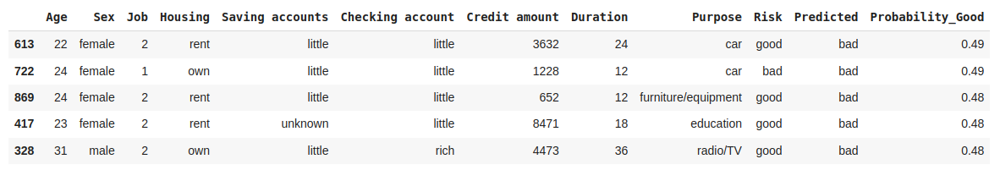 Age Sex Job Housing Saving accounts Checking account Credit amount Duration Purpose Risk Predicted Probability_Good
613 22 female 2 rent little little 3632 24 car good bad 0.49
722 24 female 1 own little little 1228 12 car bad bad 0.49
869 24 female 2 rent little little 652 12 furniture/equipment good bad 0.48
417 23 female 2 rent unknown little 8471 18 education good bad 0.48
328 31 male 2 own little rich 4473 36 radio/TV good bad 0.48